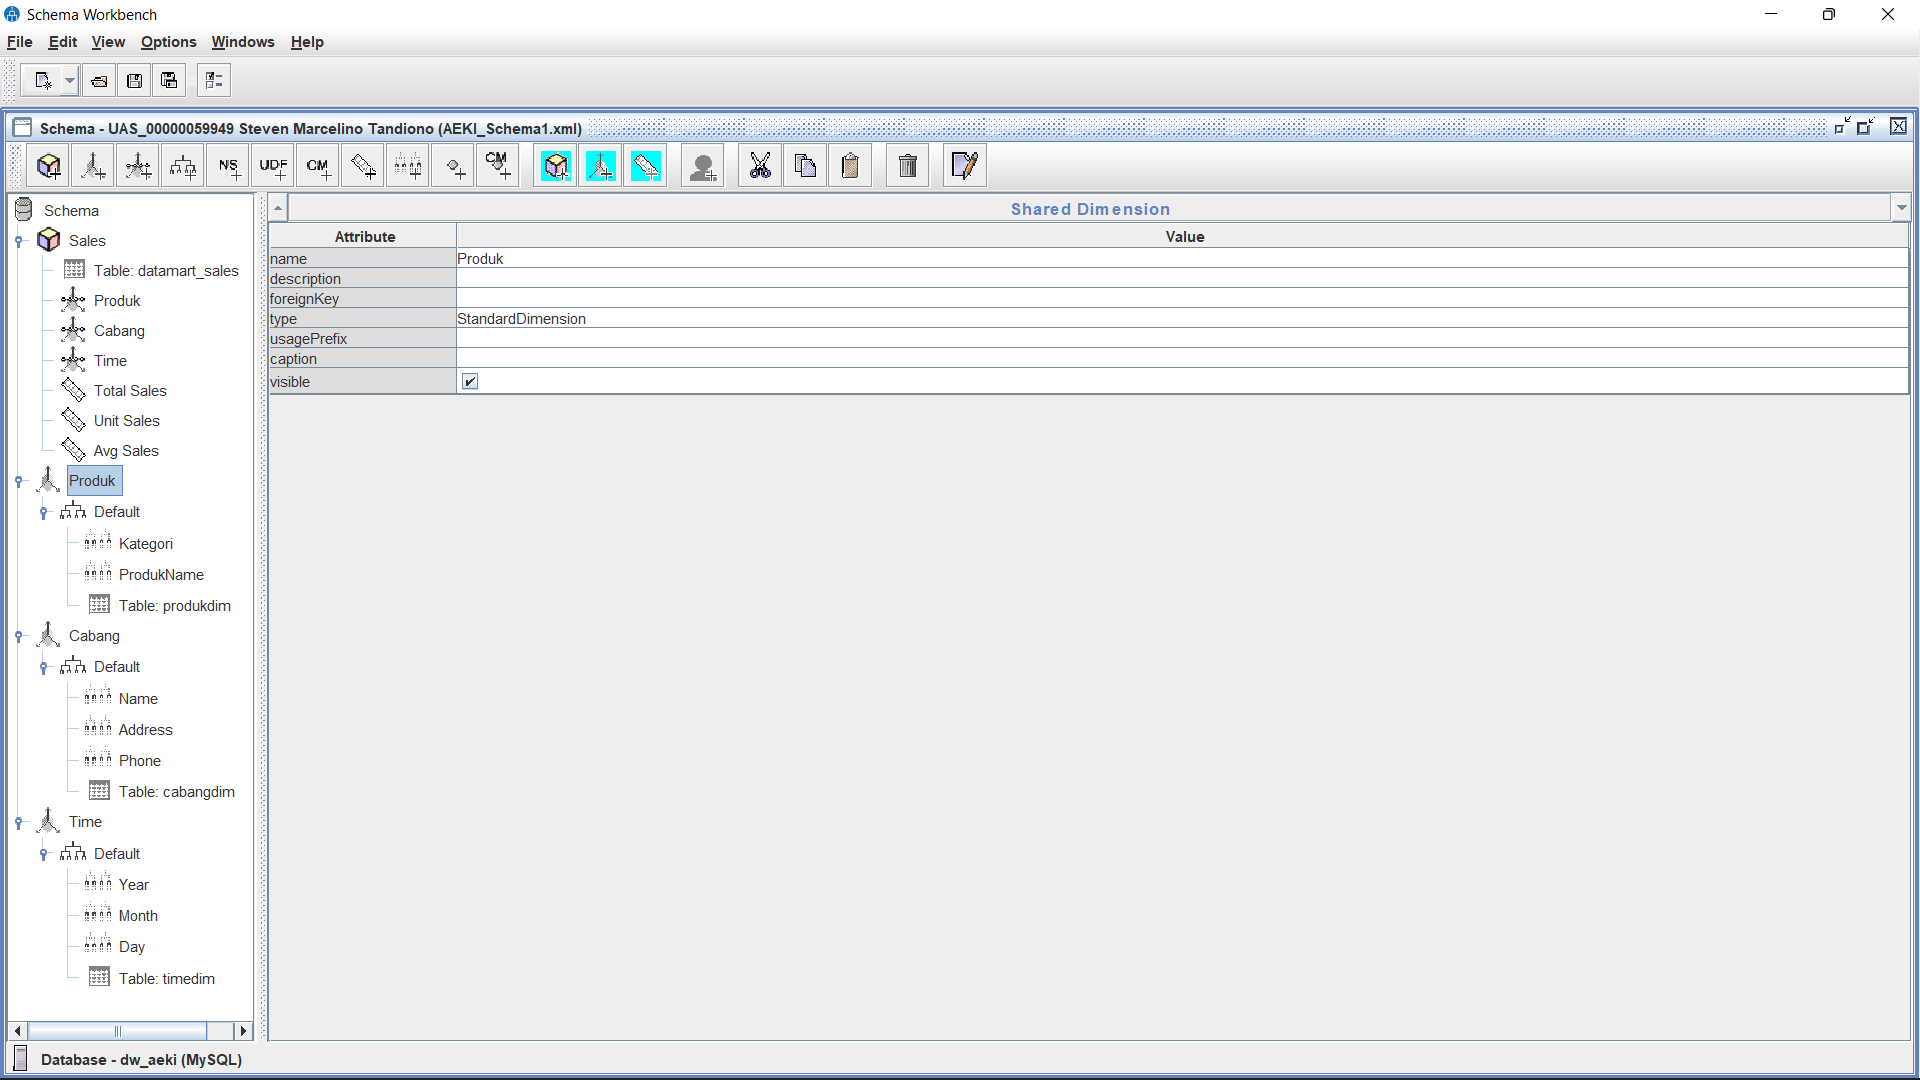 Schema Workbench
File Edit View Options Windows Help
Schema - UAS_00000059949 Steven Marcelino Tandiono (AEKI_Schema1.xml)
NS UDF CM CM
Schema
Sales
Table: datamart_sales
Produk
Cabang
Time
Total Sales
Unit Sales
Avg Sales
Produk
Default
Kategori
ProdukName
Table: produkdim
Cabang
Default
Name
Address
Phone
Table: cabangdim
Time
Default
Year
Month
Day
Table: timedim
Shared Dimension
Attribute Value
name Produk
description
foreignKey
type StandardDimension
usagePrefix
caption
visible
Database - dw_aeki (MySQL)